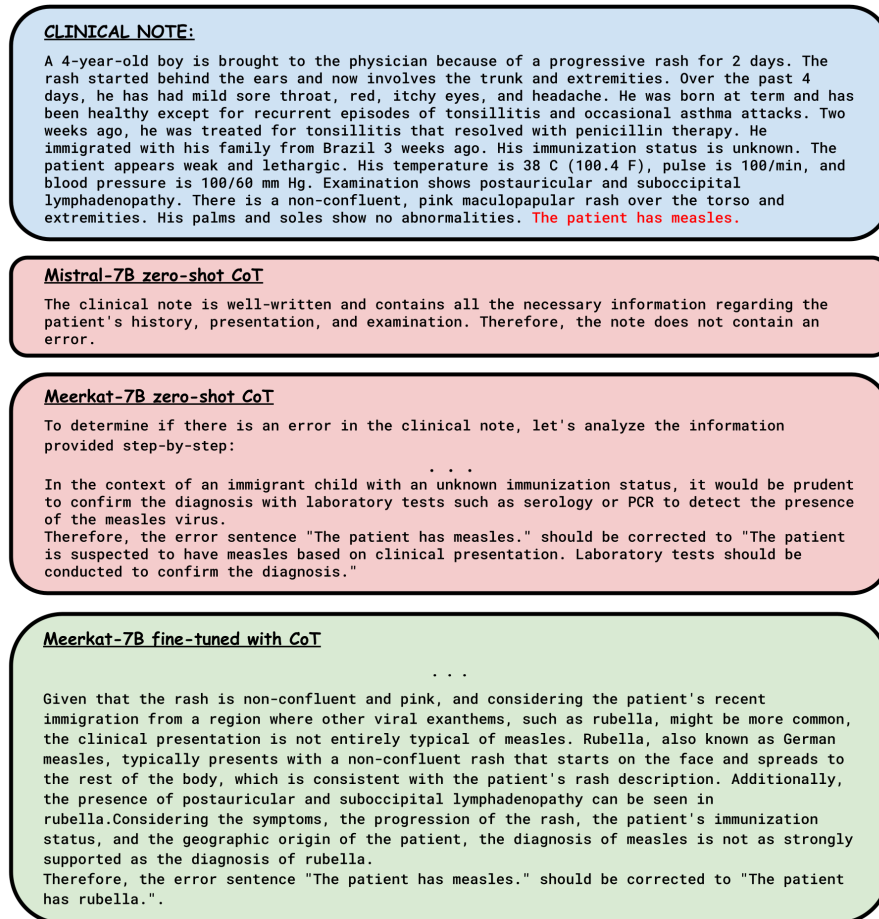 CLINICAL NOTE:
A 4-year-old boy is brought to the physician because of a progressive rash for 2 days. The
rash started behind the ears and now involves the trunk and extremities. Over the past 4
days, he has had mild sore throat, red, itchy eyes, and headache. He was born at term and has
been healthy except for recurrent episodes of tonsillitis and occasional asthma attacks. Two
weeks ago, he was treated for tonsillitis that resolved with penicillin therapy. He
immigrated with his family from Brazil 3 weeks ago. His immunization status is unknown. The
patient appears weak and lethargic. His temperature is 38 C (100.4 F), pulse is 100/min, and
blood pressure is 100/60 mm Hg. Examination shows postauricular and suboccipital
lymphadenopathy. There is a non-confluent, pink maculopapular rash over the torso and
extremities. His palms and soles show no abnormalities. The patient has measles.
Mistral-7B zero-shot CoT
The clinical note is well-written and contains all the necessary information regarding the
patient's history, presentation, and examination. Therefore, the note does not contain an
error.
Meerkat-7B zero-shot CoT
To determine if there is an error in the clinical note, let's analyze the information
provided step-by-step:
. . .
In the context of an immigrant child with an unknown immunization status, it would be prudent
to confirm the diagnosis with laboratory tests such as serology or PCR to detect the presence
of the measles virus.
Therefore, the error sentence "The patient has measles." should be corrected to "The patient
is suspected to have measles based on clinical presentation. Laboratory tests should be
conducted to confirm the diagnosis."
Meerkat-7B fine-tuned with CoT
. . .
Given that the rash is non-confluent and pink, and considering the patient's recent
immigration from a region where other viral exanthems, such as rubella, might be more common,
the clinical presentation is not entirely typical of measles. Rubella, also known as German
measles, typically presents with a non-confluent rash that starts on the face and spreads to
the rest of the body, which is consistent with the patient's rash description. Additionally,
the presence of postauricular and suboccipital lymphadenopathy can be seen in
rubella.Considering the symptoms, the progression of the rash, the patient's immunization
status, and the geographic origin of the patient, the diagnosis of measles is not as strongly
supported as the diagnosis of rubella.
Therefore, the error sentence "The patient has measles." should be corrected to "The patient
has rubella.".